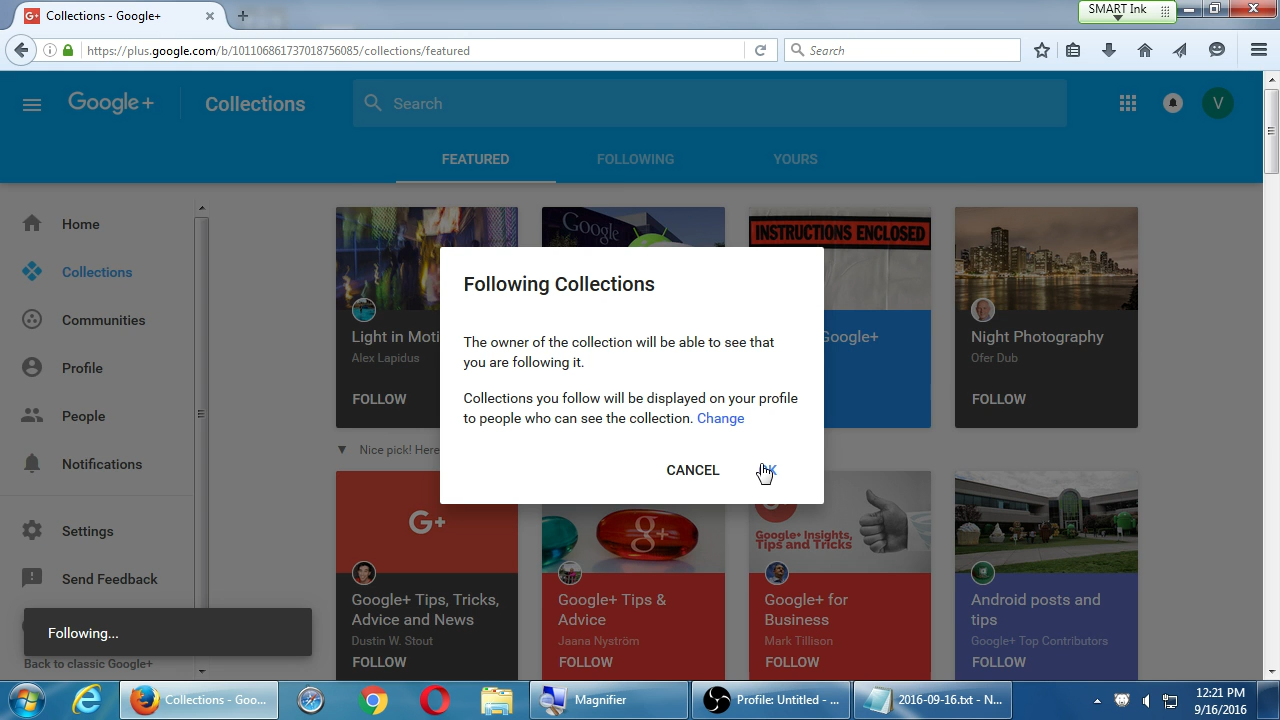 Collections - Google+
SMART Ink
https://plus.google.com/b/101106861737018756085/collections/featured
Search
Google+
Collections
Search
V
FEATURED
FOLLOWING
YOURS
Home
Collections
Communities
Profile
People
Notifications
Settings
Send Feedback
Back to classic Google+
Following...
Google
INSTRUCTIONS ENCLOSED
Light in Moti
Alex Lapidus
FOLLOW
Google+
Night Photography
Ofer Dub
FOLLOW
Following Collections
The owner of the collection will be able to see that
you are following it.
Collections you follow will be displayed on your profile
to people who can see the collection. Change
CANCEL
Nice pick! Here
G+
g+
Google+ Insights,
Tips and Tricks
Google+ Tips, Tricks,
Advice and News
Dustin W. Stout
FOLLOW
Google+ Tips &
Advice
Jaana Nyström
FOLLOW
Google+ for
Business
Mark Tillison
FOLLOW
Android posts and
tips
Google+ Top Contributors
FOLLOW
Collections - Goo...
Magnifier
Profile: Untitled - ...
2016-09-16.txt - N...
12:21 PM
9/16/2016